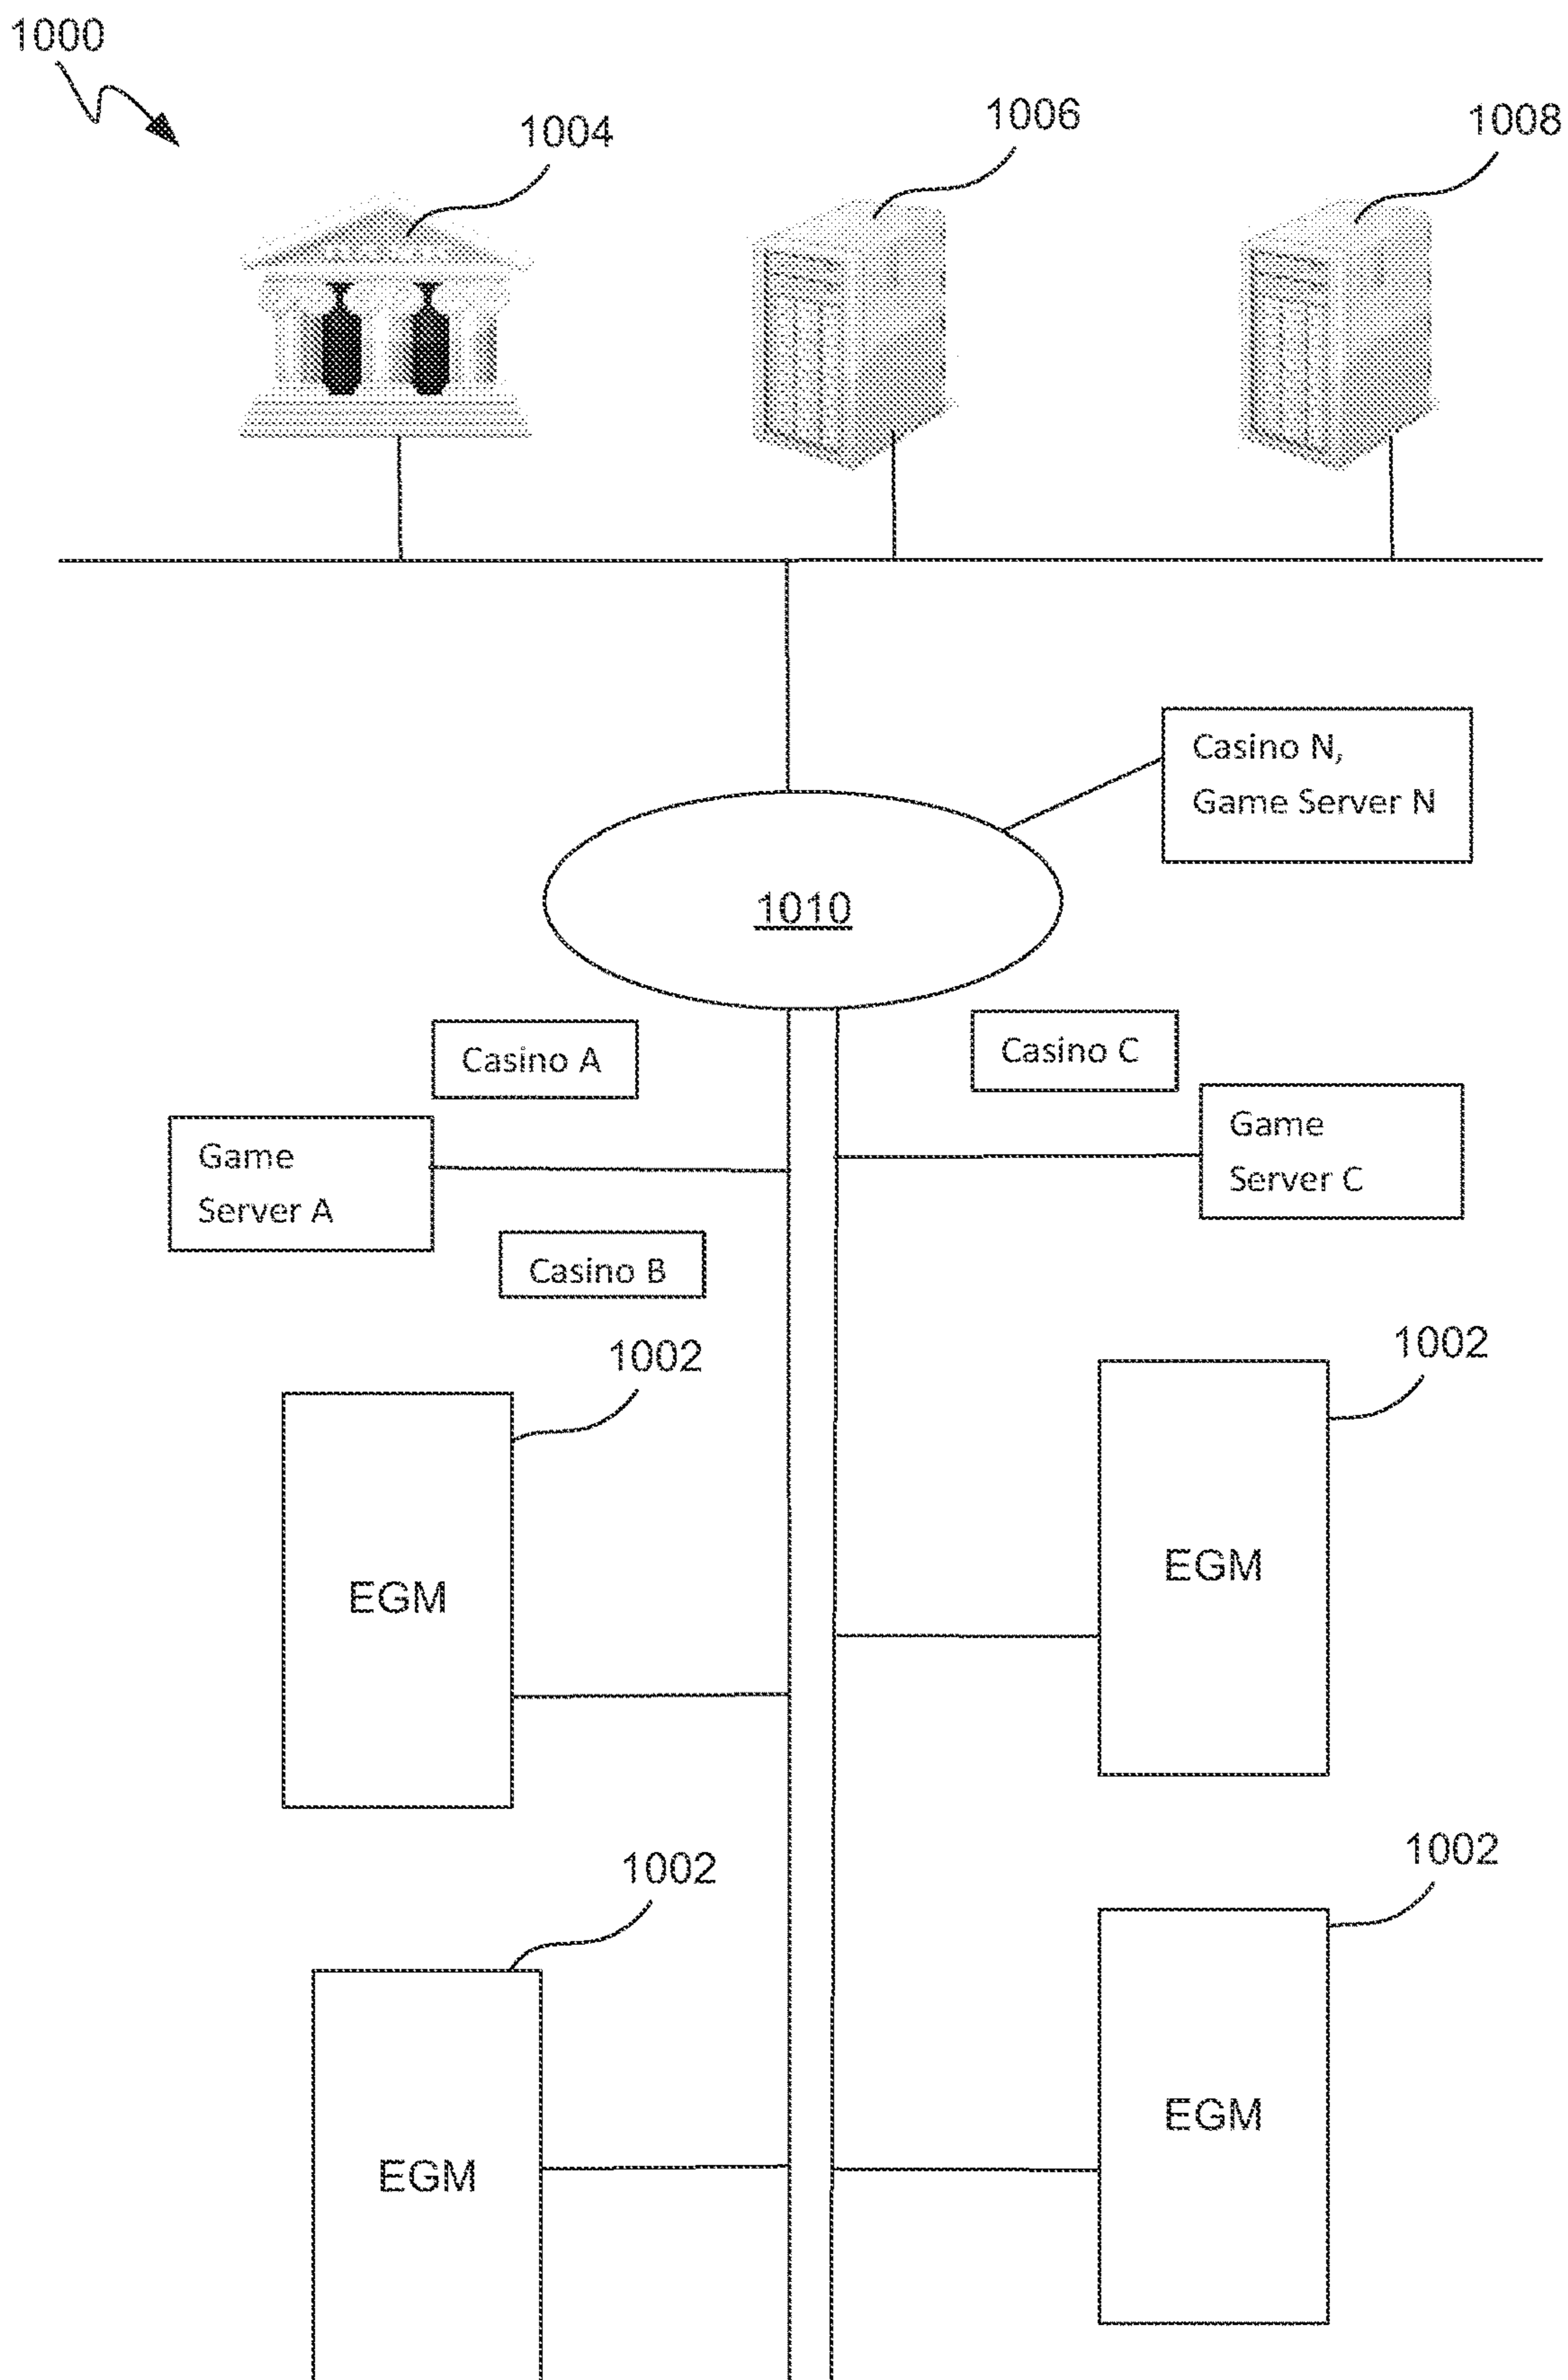 1000
1004
1006
1008
Casino N,
Game Server N
1010
Casino A
Casino C
Game
Server A
Game
Server C
Casino B
1002
1002
EGM
EGM
1002
1002
EGM
EGM